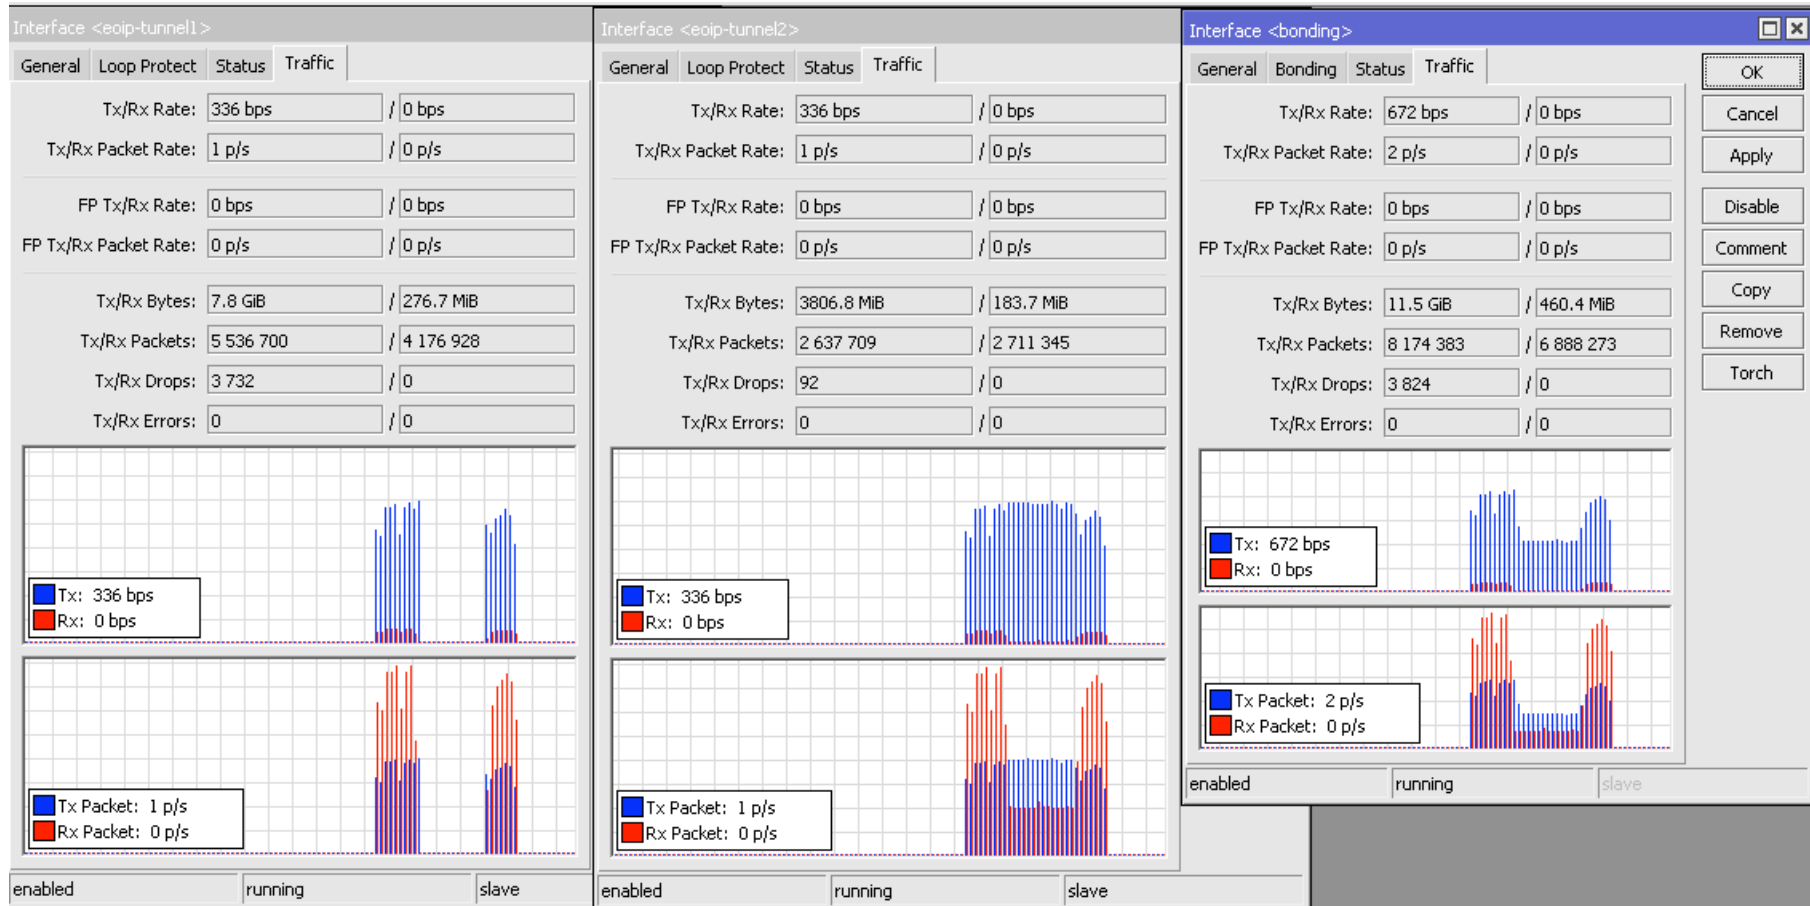 Interface <eoip-tunnel1>
General Loop Protect Status Traffic
Tx/Rx Rate: 336 bps / 0 bps
Tx/Rx Packet Rate: 1 p/s / 0 p/s
FP Tx/Rx Rate: 0 bps / 0 bps
FP Tx/Rx Packet Rate: 0 p/s / 0 p/s
Tx/Rx Bytes: 7.8 GiB / 276.7 MiB
Tx/Rx Packets: 5 536 700 / 4 176 928
Tx/Rx Drops: 3 732 / 0
Tx/Rx Errors: 0 / 0
Tx: 336 bps
Rx: 0 bps
Tx Packet: 1 p/s
Rx Packet: 0 p/s
enabled running slave
Interface <eoip-tunnel2>
General Loop Protect Status Traffic
Tx/Rx Rate: 336 bps / 0 bps
Tx/Rx Packet Rate: 1 p/s / 0 p/s
FP Tx/Rx Rate: 0 bps / 0 bps
FP Tx/Rx Packet Rate: 0 p/s / 0 p/s
Tx/Rx Bytes: 3806.8 MiB / 183.7 MiB
Tx/Rx Packets: 2 637 709 / 2 711 345
Tx/Rx Drops: 92 / 0
Tx/Rx Errors: 0 / 0
Tx: 336 bps
Rx: 0 bps
Tx Packet: 1 p/s
Rx Packet: 0 p/s
enabled running slave
Interface <bonding>
General Bonding Status Traffic
Tx/Rx Rate: 672 bps / 0 bps
Tx/Rx Packet Rate: 2 p/s / 0 p/s
FP Tx/Rx Rate: 0 bps / 0 bps
FP Tx/Rx Packet Rate: 0 p/s / 0 p/s
Tx/Rx Bytes: 11.5 GiB / 460.4 MiB
Tx/Rx Packets: 8 174 383 / 6 888 273
Tx/Rx Drops: 3 824 / 0
Tx/Rx Errors: 0 / 0
Tx: 672 bps
Rx: 0 bps
Tx Packet: 2 p/s
Rx Packet: 0 p/s
enabled running slave
OK
Cancel
Apply
Disable
Comment
Copy
Remove
Torch